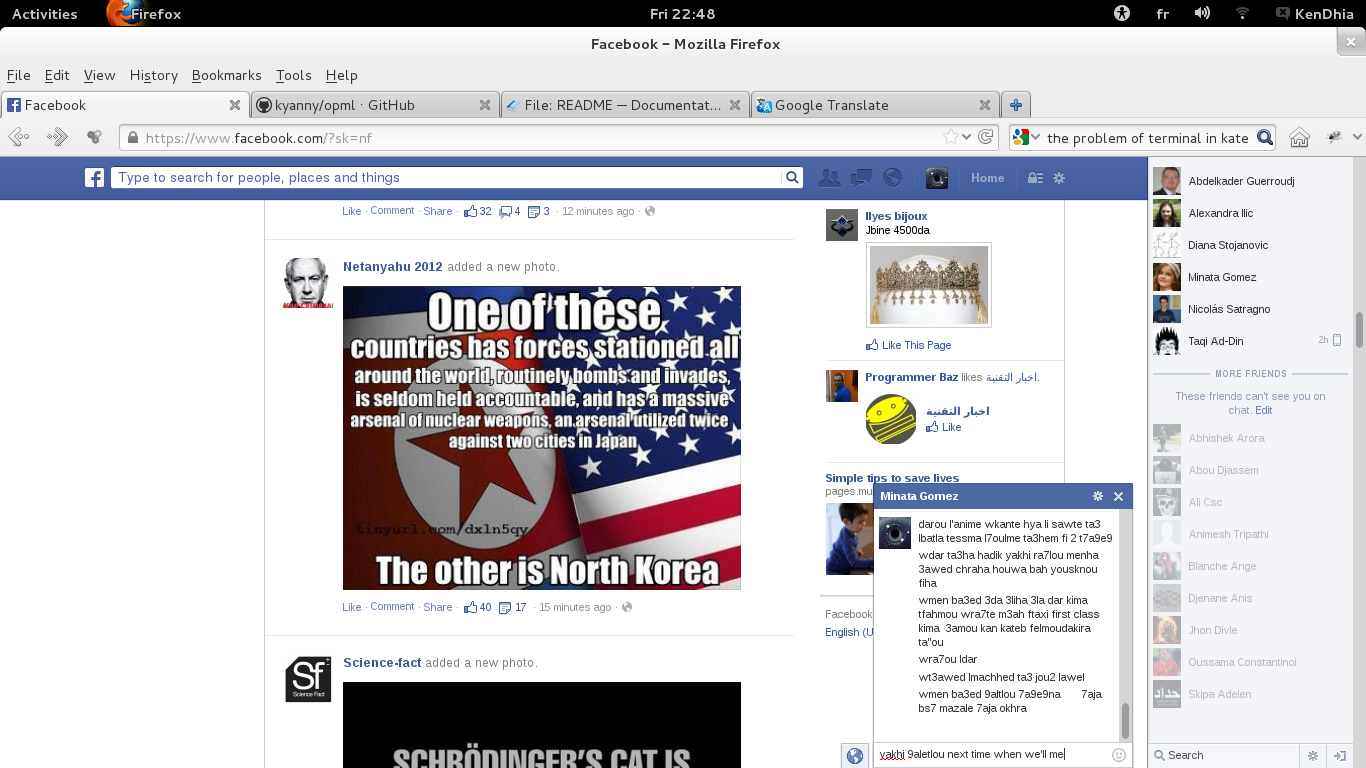 Activities Firefox Fri 22:48 fr KenDhia
Facebook - Mozilla Firefox
File Edit View History Bookmarks Tools Help
Facebook kyanny/opml · GitHub File: README — Documentat... Google Translate
https://www.facebook.com/?sk=nf the problem of terminal in kate
Type to search for people, places and things Home
Like · Comment · Share · 32 4 3 · 12 minutes ago ·
Netanyahu 2012 added a new photo.
One of these
countries has forces stationed all
around the world, routinely bombs and invades,
is seldom held accountable, and has a massive
arsenal of nuclear weapons, an arsenal utilized twice
against two cities in Japan
tinyurl.com/dxln5qy
The other is North Korea
Like · Comment · Share · 40 17 · 15 minutes ago ·
Sf
Science Fact
Science-fact added a new photo.
SCHRÖDINGER'S CAT IS
Ilyes bijoux
Jbine 4500da
Like This Page
Programmer Baz likes اخبار التقنية.
اخبار التقنية
Like
Simple tips to save lives
pages.mu
Facebook
English (U
Minata Gomez
darou l'anime wkante hya li sawte ta3
lbatla tessma l7oulme ta3hem fi 2 t7a9e9
wdar ta3ha hadik yakhi ra7lou menha
3awed chraha houwa bah yousknou
fiha
wmen ba3ed 3da 3liha 3la dar kima
tfahmou wra7te m3ah ftaxi first class
kima 3amou kan kateb felmoudakira
ta"ou
wra7ou ldar
wt3awed lmachhed ta3 jou2 lawel
wmen ba3ed 9altlou 7a9e9na 7aja
bs7 mazale 7aja okhra
yakhi 9aletlou next time when we'll me
Abdelkader Guerroudj
Alexandra Ilic
Diana Stojanovic
Minata Gomez
Nicolás Satragno
Taqi Ad-Din 2h
MORE FRIENDS
These friends can't see you on
chat. Edit
Abhishek Arora
Abou Djassem
Ali Csc
Animesh Tripathi
Blanche Ange
Djenane Anis
Jhon Divle
Oussama Constantinoi
حداد Skipa Adelen
Search